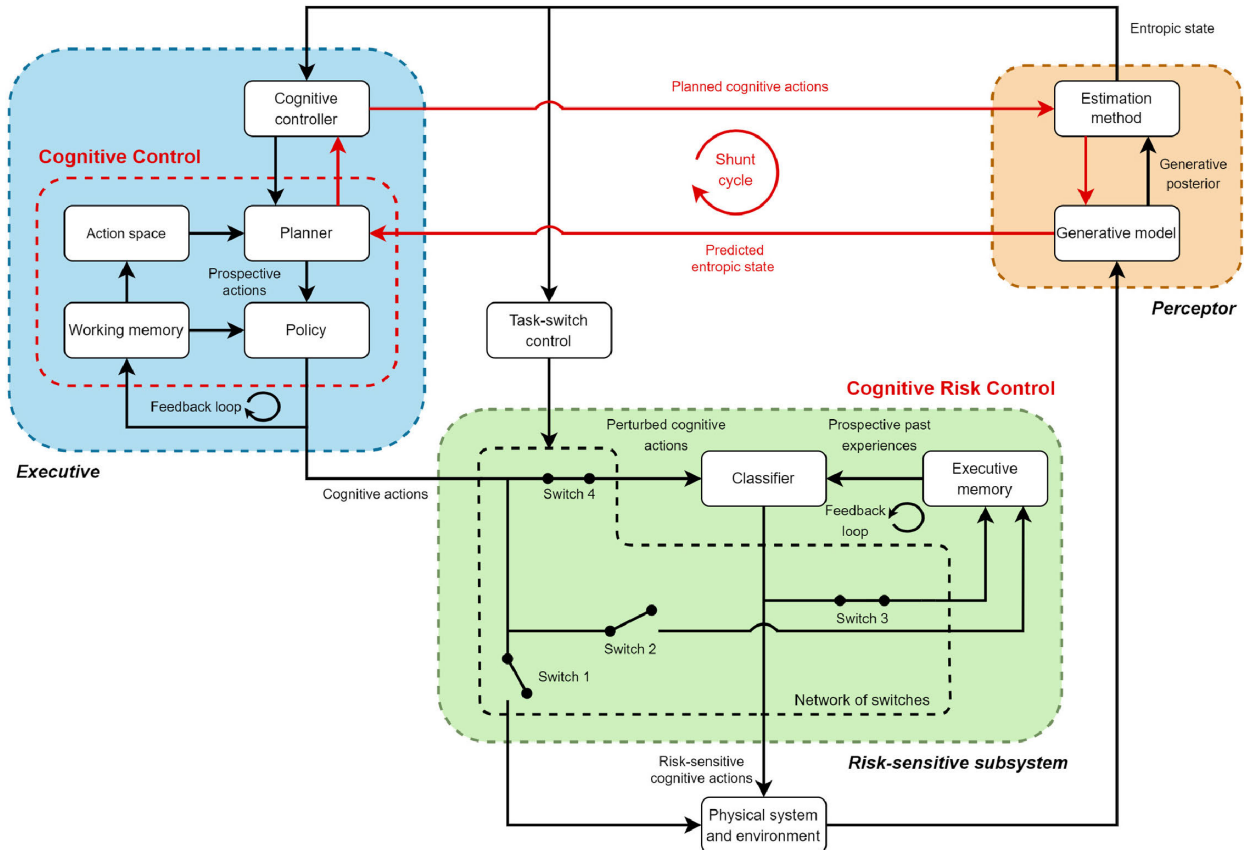 Entropic state
Cognitive
controller
Planned cognitive actions
Estimation
method
Cognitive Control
Shunt
cycle
Generative
posterior
Action space
Planner
Generative model
Predicted
entropic state
Prospective
actions
Working memory
Policy
Task-switch
control
Perceptor
Feedback loop
Executive
Cognitive Risk Control
Perturbed cognitive
actions
Prospective past
experiences
Cognitive actions
Switch 4
Classifier
Executive
memory
Feedback
loop
Switch 3
Switch 2
Switch 1
Network of switches
Risk-sensitive subsystem
Risk-sensitive
cognitive actions
Physical system
and environment